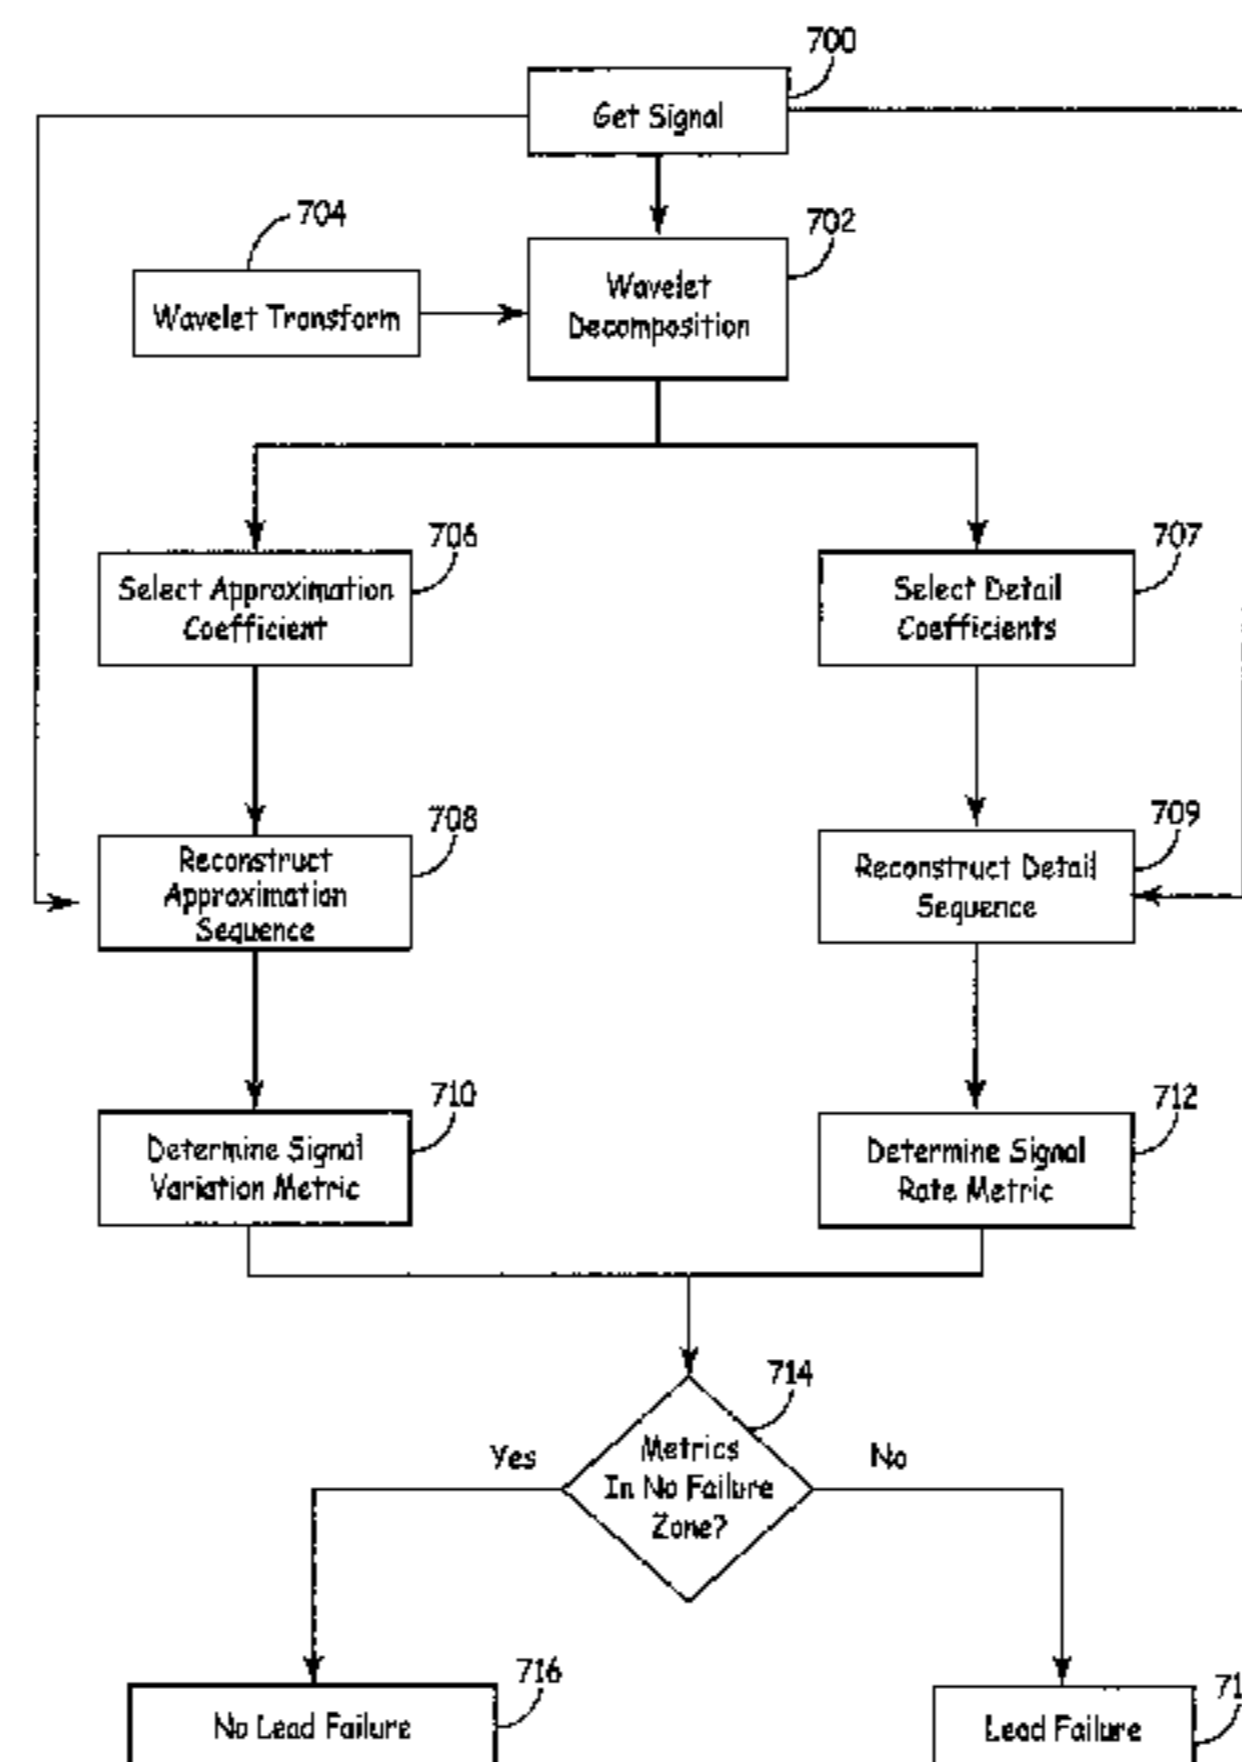 700
Get Signal
704
702
Wavelet Transform
Wavelet
Decomposition
706
707
Select Approximation
Coefficient
Select Detail
Coefficients
708
709
Reconstruct
Approximation
Sequence
Reconstruct Detail
Sequence
710
712
Determine Signal
Variation Metric
Determine Signal
Rate Metric
714
Yes
Metrics
In No Failure
Zone?
No
716
No Lead Failure
Lead Failure